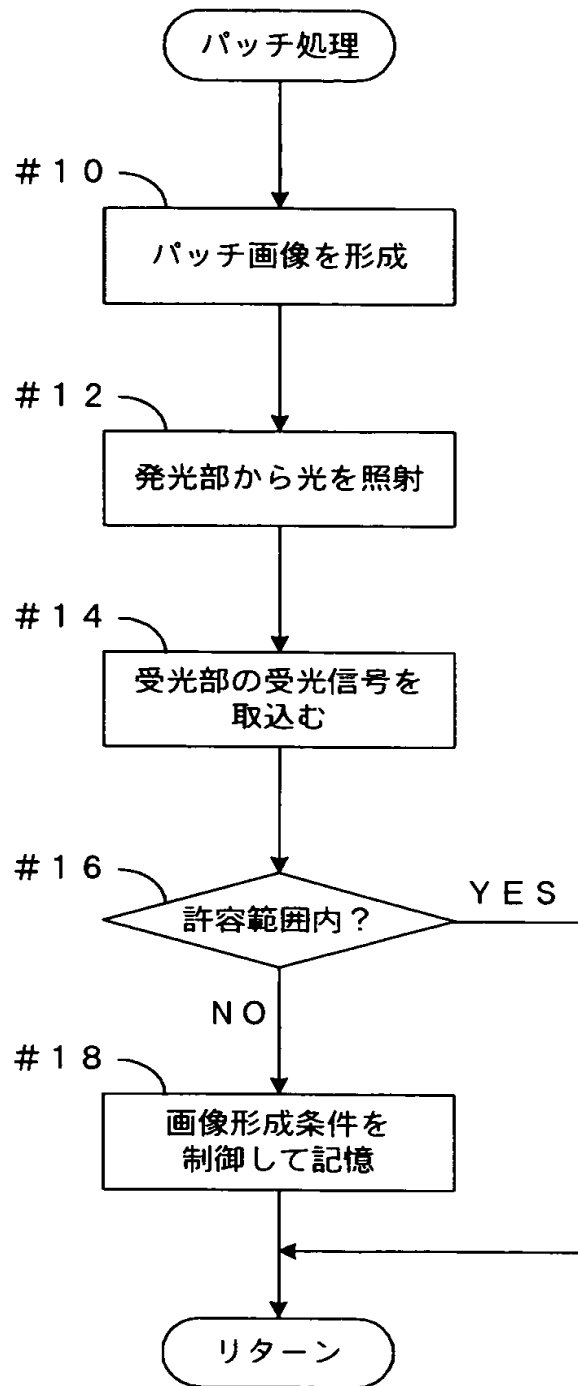 パッチ処理
#10
パッチ画像を形成
#12
発光部から光を照射
#14
受光部の受光信号を
取込む
#16
許容範囲内?
YES
NO
#18
画像形成条件を
制御して記憶
リターン